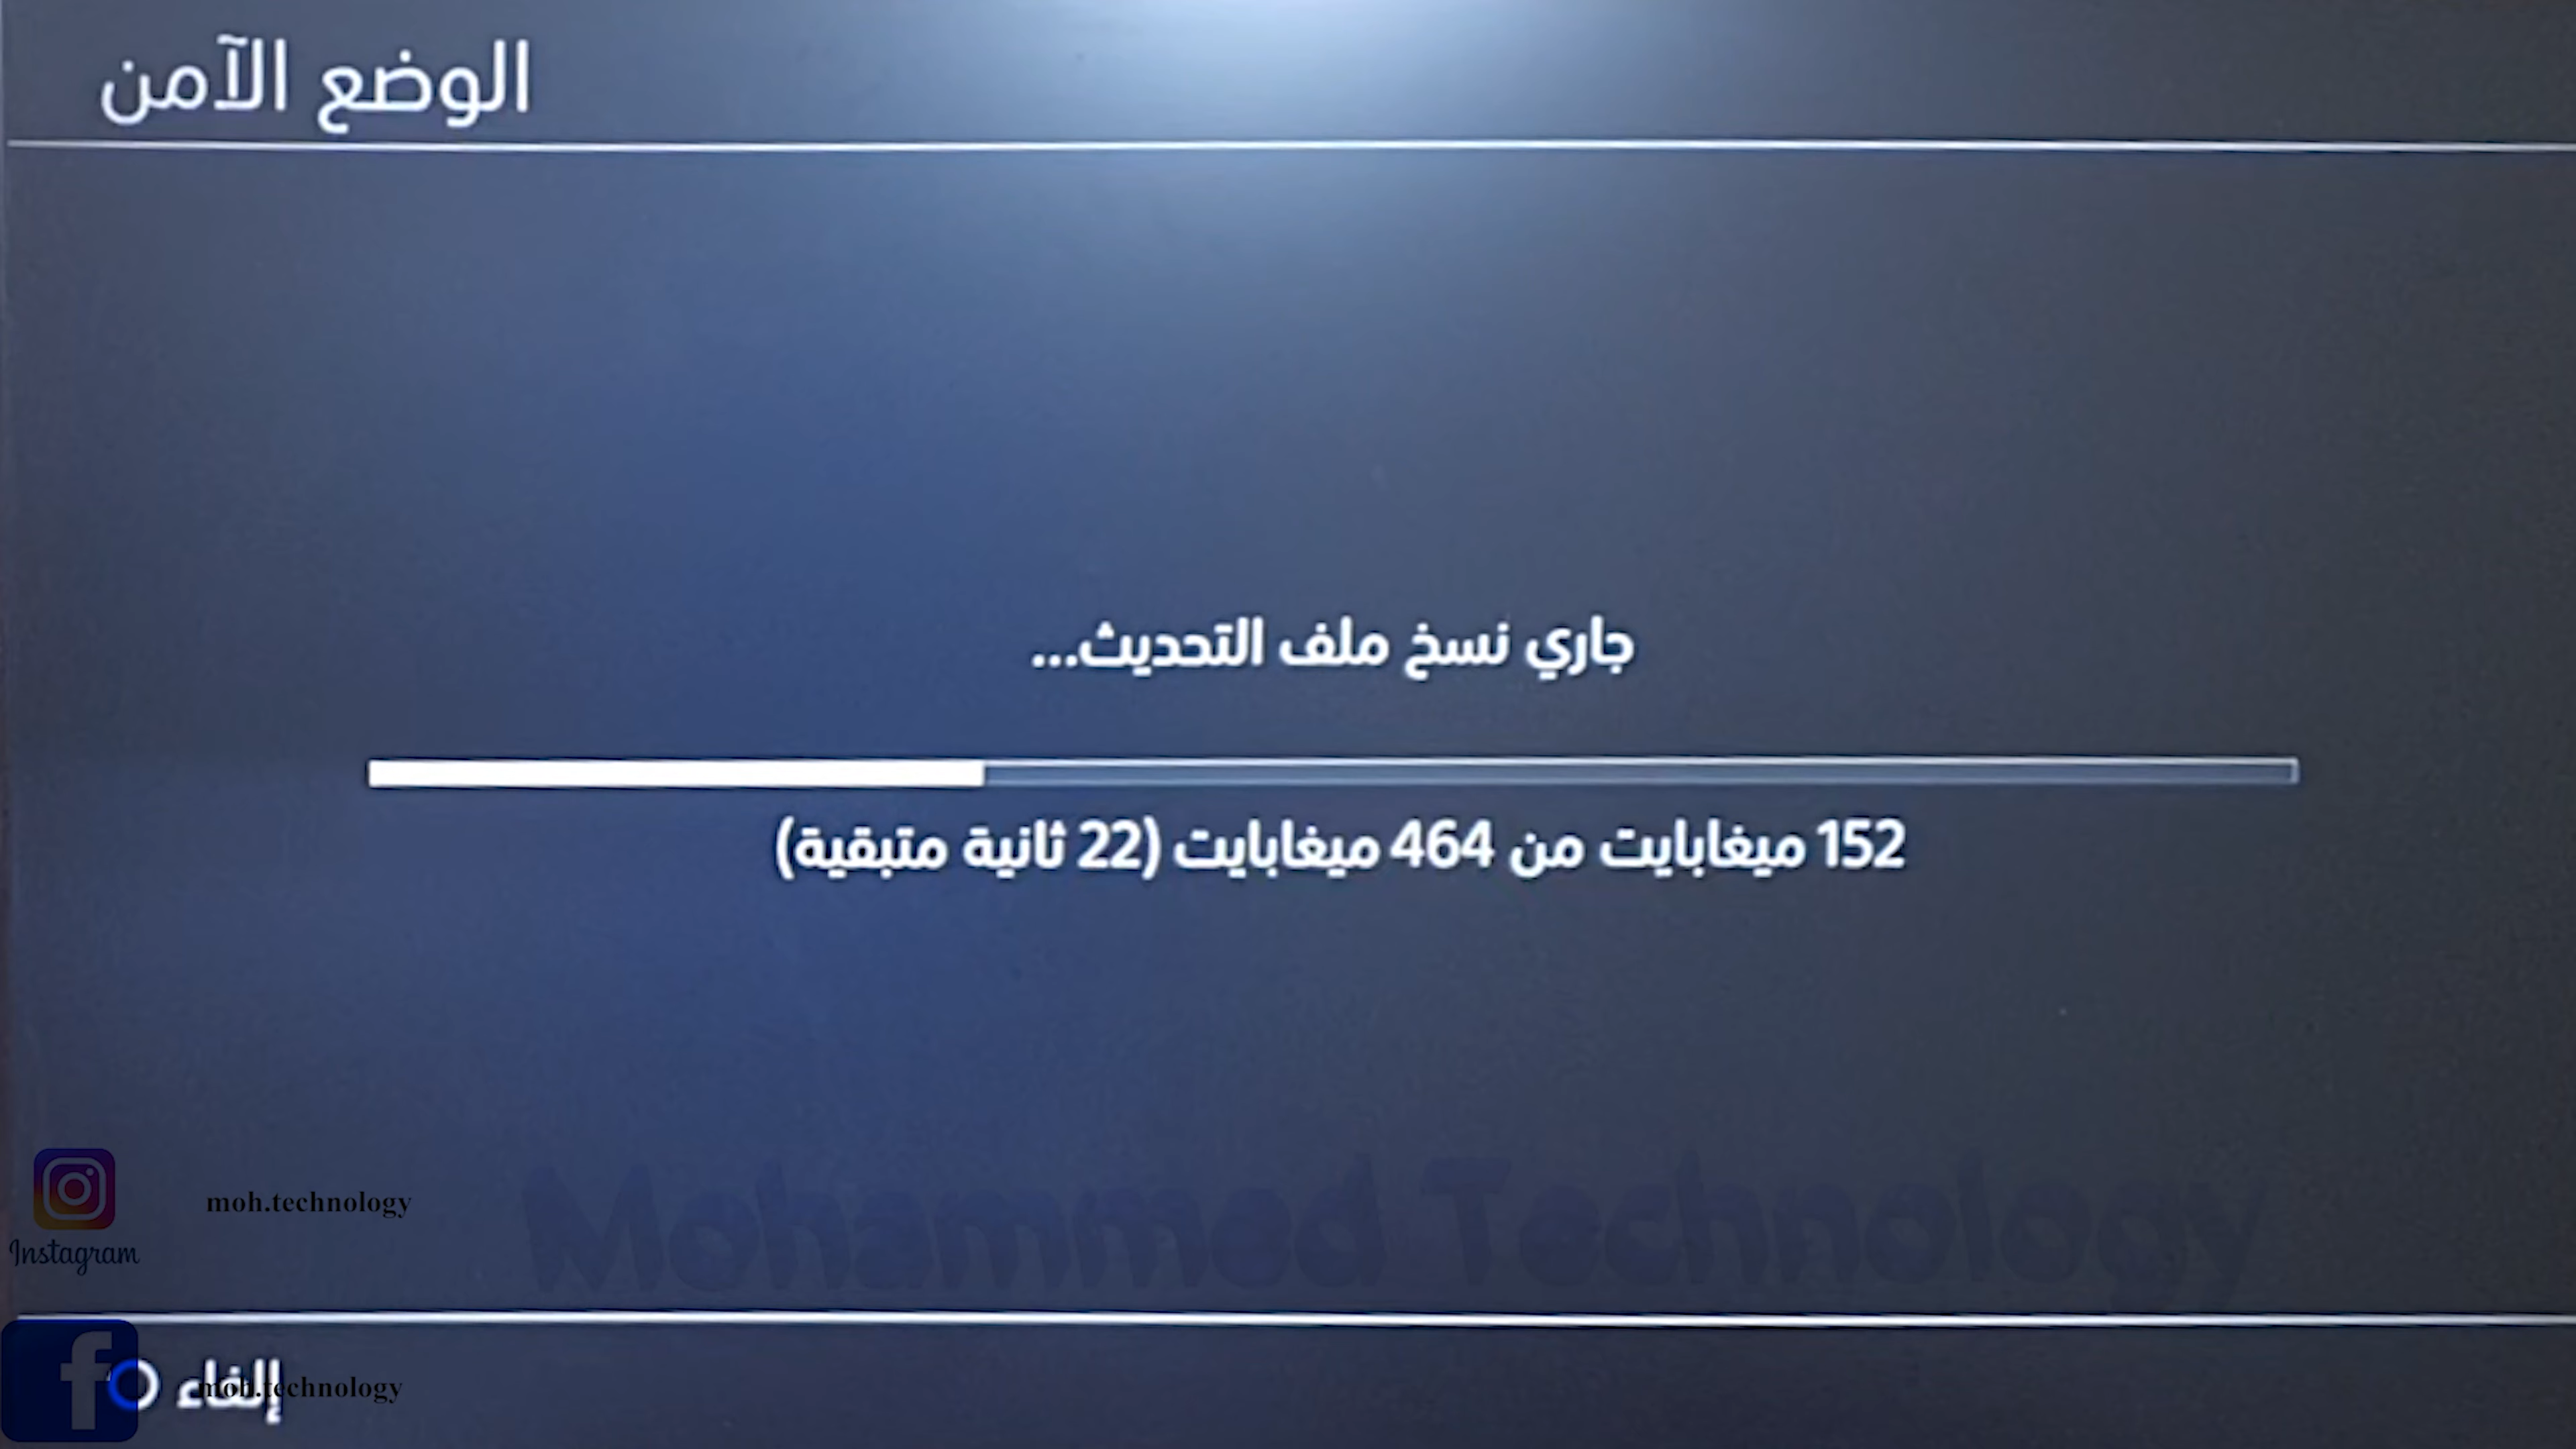 الوضع الآمن
جاري نسخ ملف التحديث...
152 ميغابايت من 464 ميغابايت (22 ثانية متبقية)
moh.technology
Instagram
Mohammed Technology
إلغاء
moh.technology